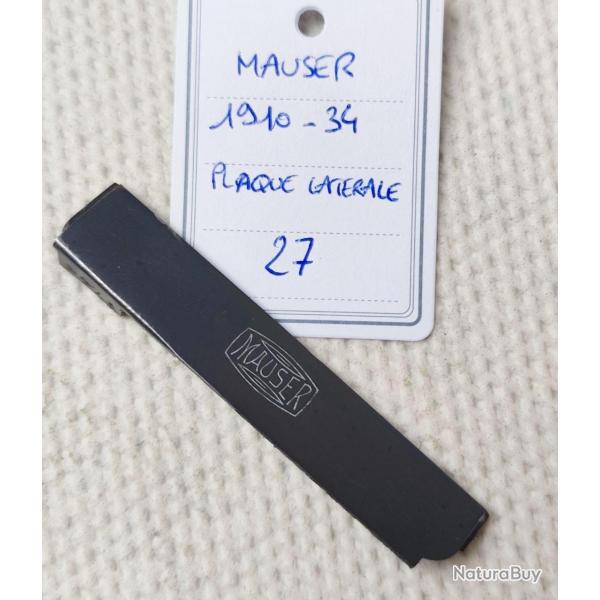 MAUSER
1910-34
PLAQUE LATERALE
27
MAUSER
NaturaBuy